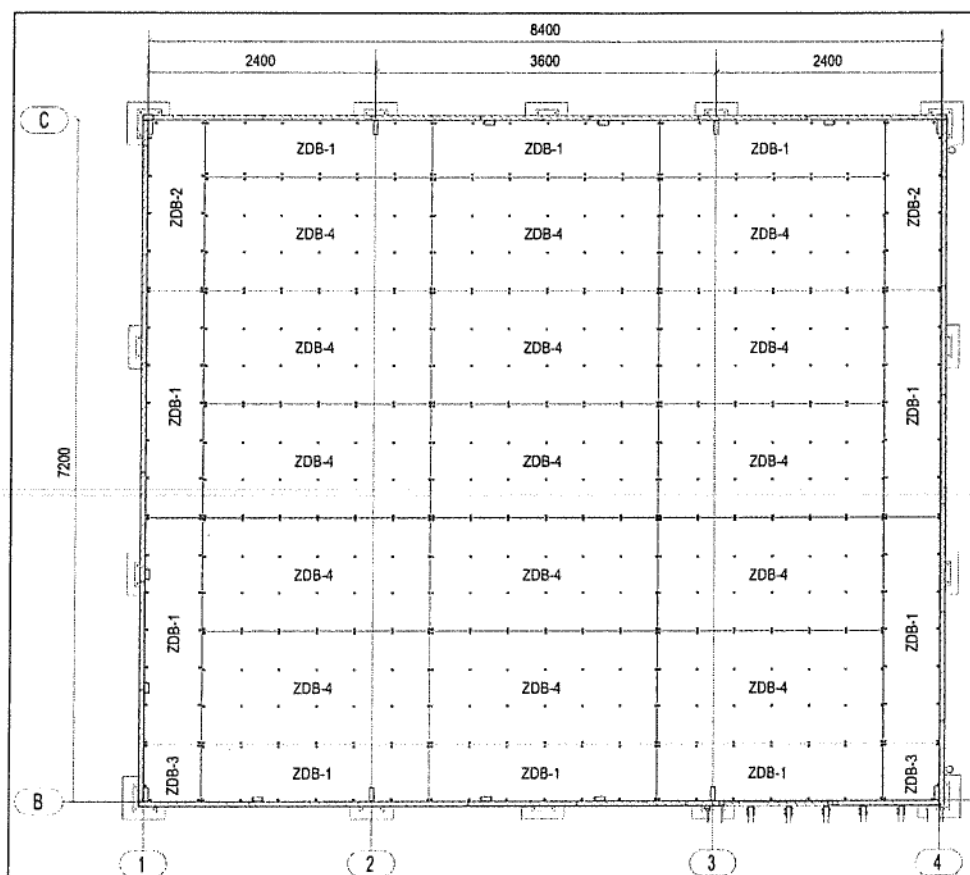 8400
2400 3600 2400
C
ZDB-1 ZDB-1 ZDB-1
ZDB-2 ZDB-2
ZDB-4 ZDB-4 ZDB-4
ZDB-4 ZDB-4 ZDB-4
ZDB-1 ZDB-1
7200
ZDB-4 ZDB-4 ZDB-4
ZDB-4 ZDB-4 ZDB-4
ZDB-1 ZDB-1
ZDB-4 ZDB-4 ZDB-4
ZDB-3 ZDB-1 ZDB-1 ZDB-1 ZDB-3
B
1 2 3 4